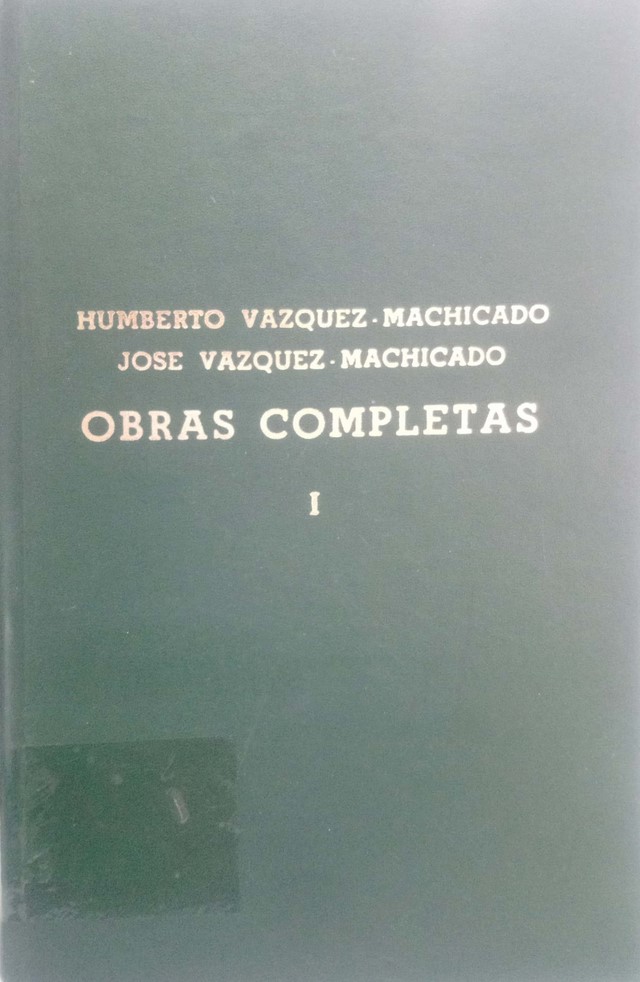 HUMBERTO VAZQUEZ-MACHICADO
JOSE VAZQUEZ-MACHICADO
OBRAS COMPLETAS
I